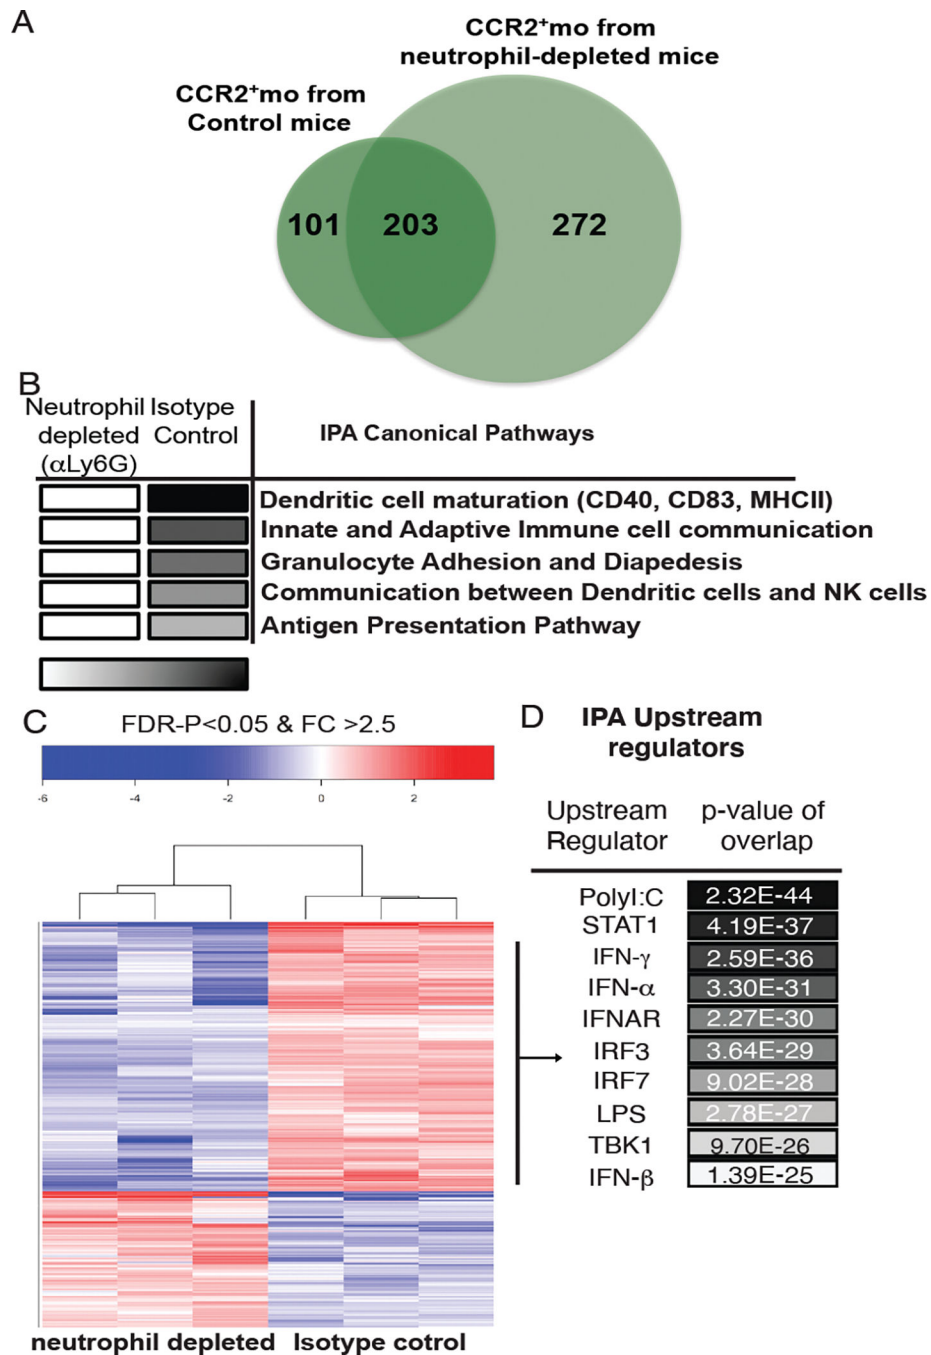 A
CCR2+mo from
neutrophil-depleted mice
CCR2+mo from
Control mice
101 203 272
B
Neutrophil Isotype
depleted Control
(αLy6G)
IPA Canonical Pathways
Dendritic cell maturation (CD40, CD83, MHCII)
Innate and Adaptive Immune cell communication
Granulocyte Adhesion and Diapedesis
Communication between Dendritic cells and NK cells
Antigen Presentation Pathway
C
FDR-P<0.05 & FC >2.5
-6 -4 -2 0 2
neutrophil depleted Isotype cotrol
D IPA Upstream
regulators
Upstream p-value of
Regulator overlap
PolyI:C 2.32E-44
STAT1 4.19E-37
IFN-γ 2.59E-36
IFN-α 3.30E-31
IFNAR 2.27E-30
IRF3 3.64E-29
IRF7 9.02E-28
LPS 2.78E-27
TBK1 9.70E-26
IFN-β 1.39E-25